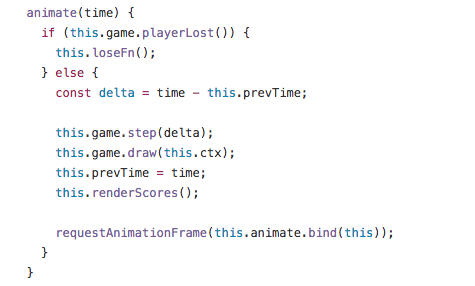 animate(time) {
  if (this.game.playerLost()) {
    this.loseFn();
  } else {
    const delta = time - this.prevTime;

    this.game.step(delta);
    this.game.draw(this.ctx);
    this.prevTime = time;
    this.renderScores();

    requestAnimationFrame(this.animate.bind(this));
  }
}